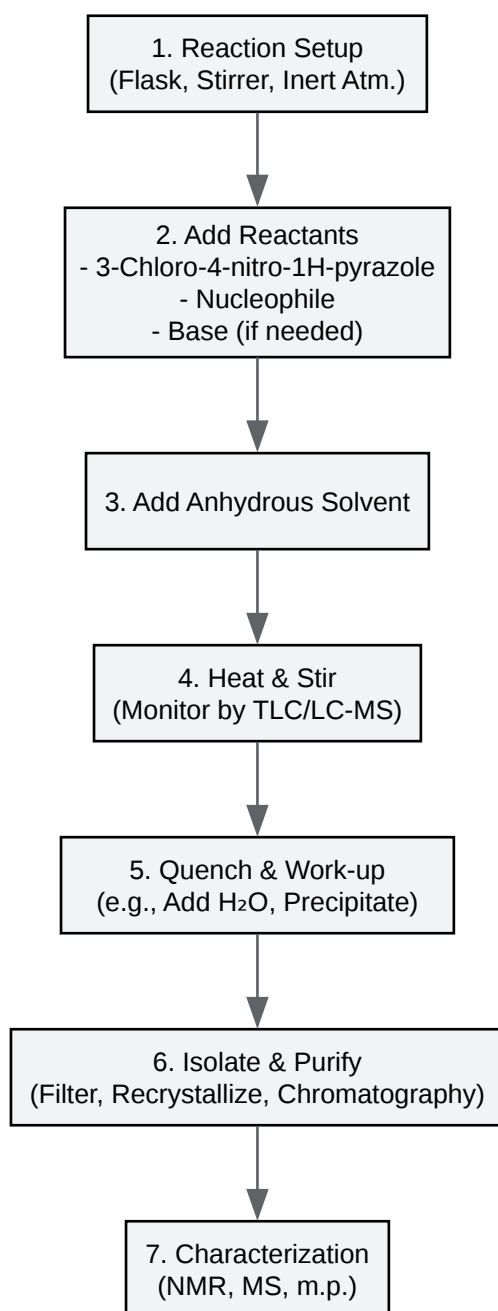 1. Reaction Setup
(Flask, Stirrer, Inert Atm.)
2. Add Reactants
- 3-Chloro-4-nitro-1H-pyrazole
- Nucleophile
- Base (if needed)
3. Add Anhydrous Solvent
4. Heat & Stir
(Monitor by TLC/LC-MS)
5. Quench & Work-up
(e.g., Add H₂O, Precipitate)
6. Isolate & Purify
(Filter, Recrystallize, Chromatography)
7. Characterization
(NMR, MS, m.p.)